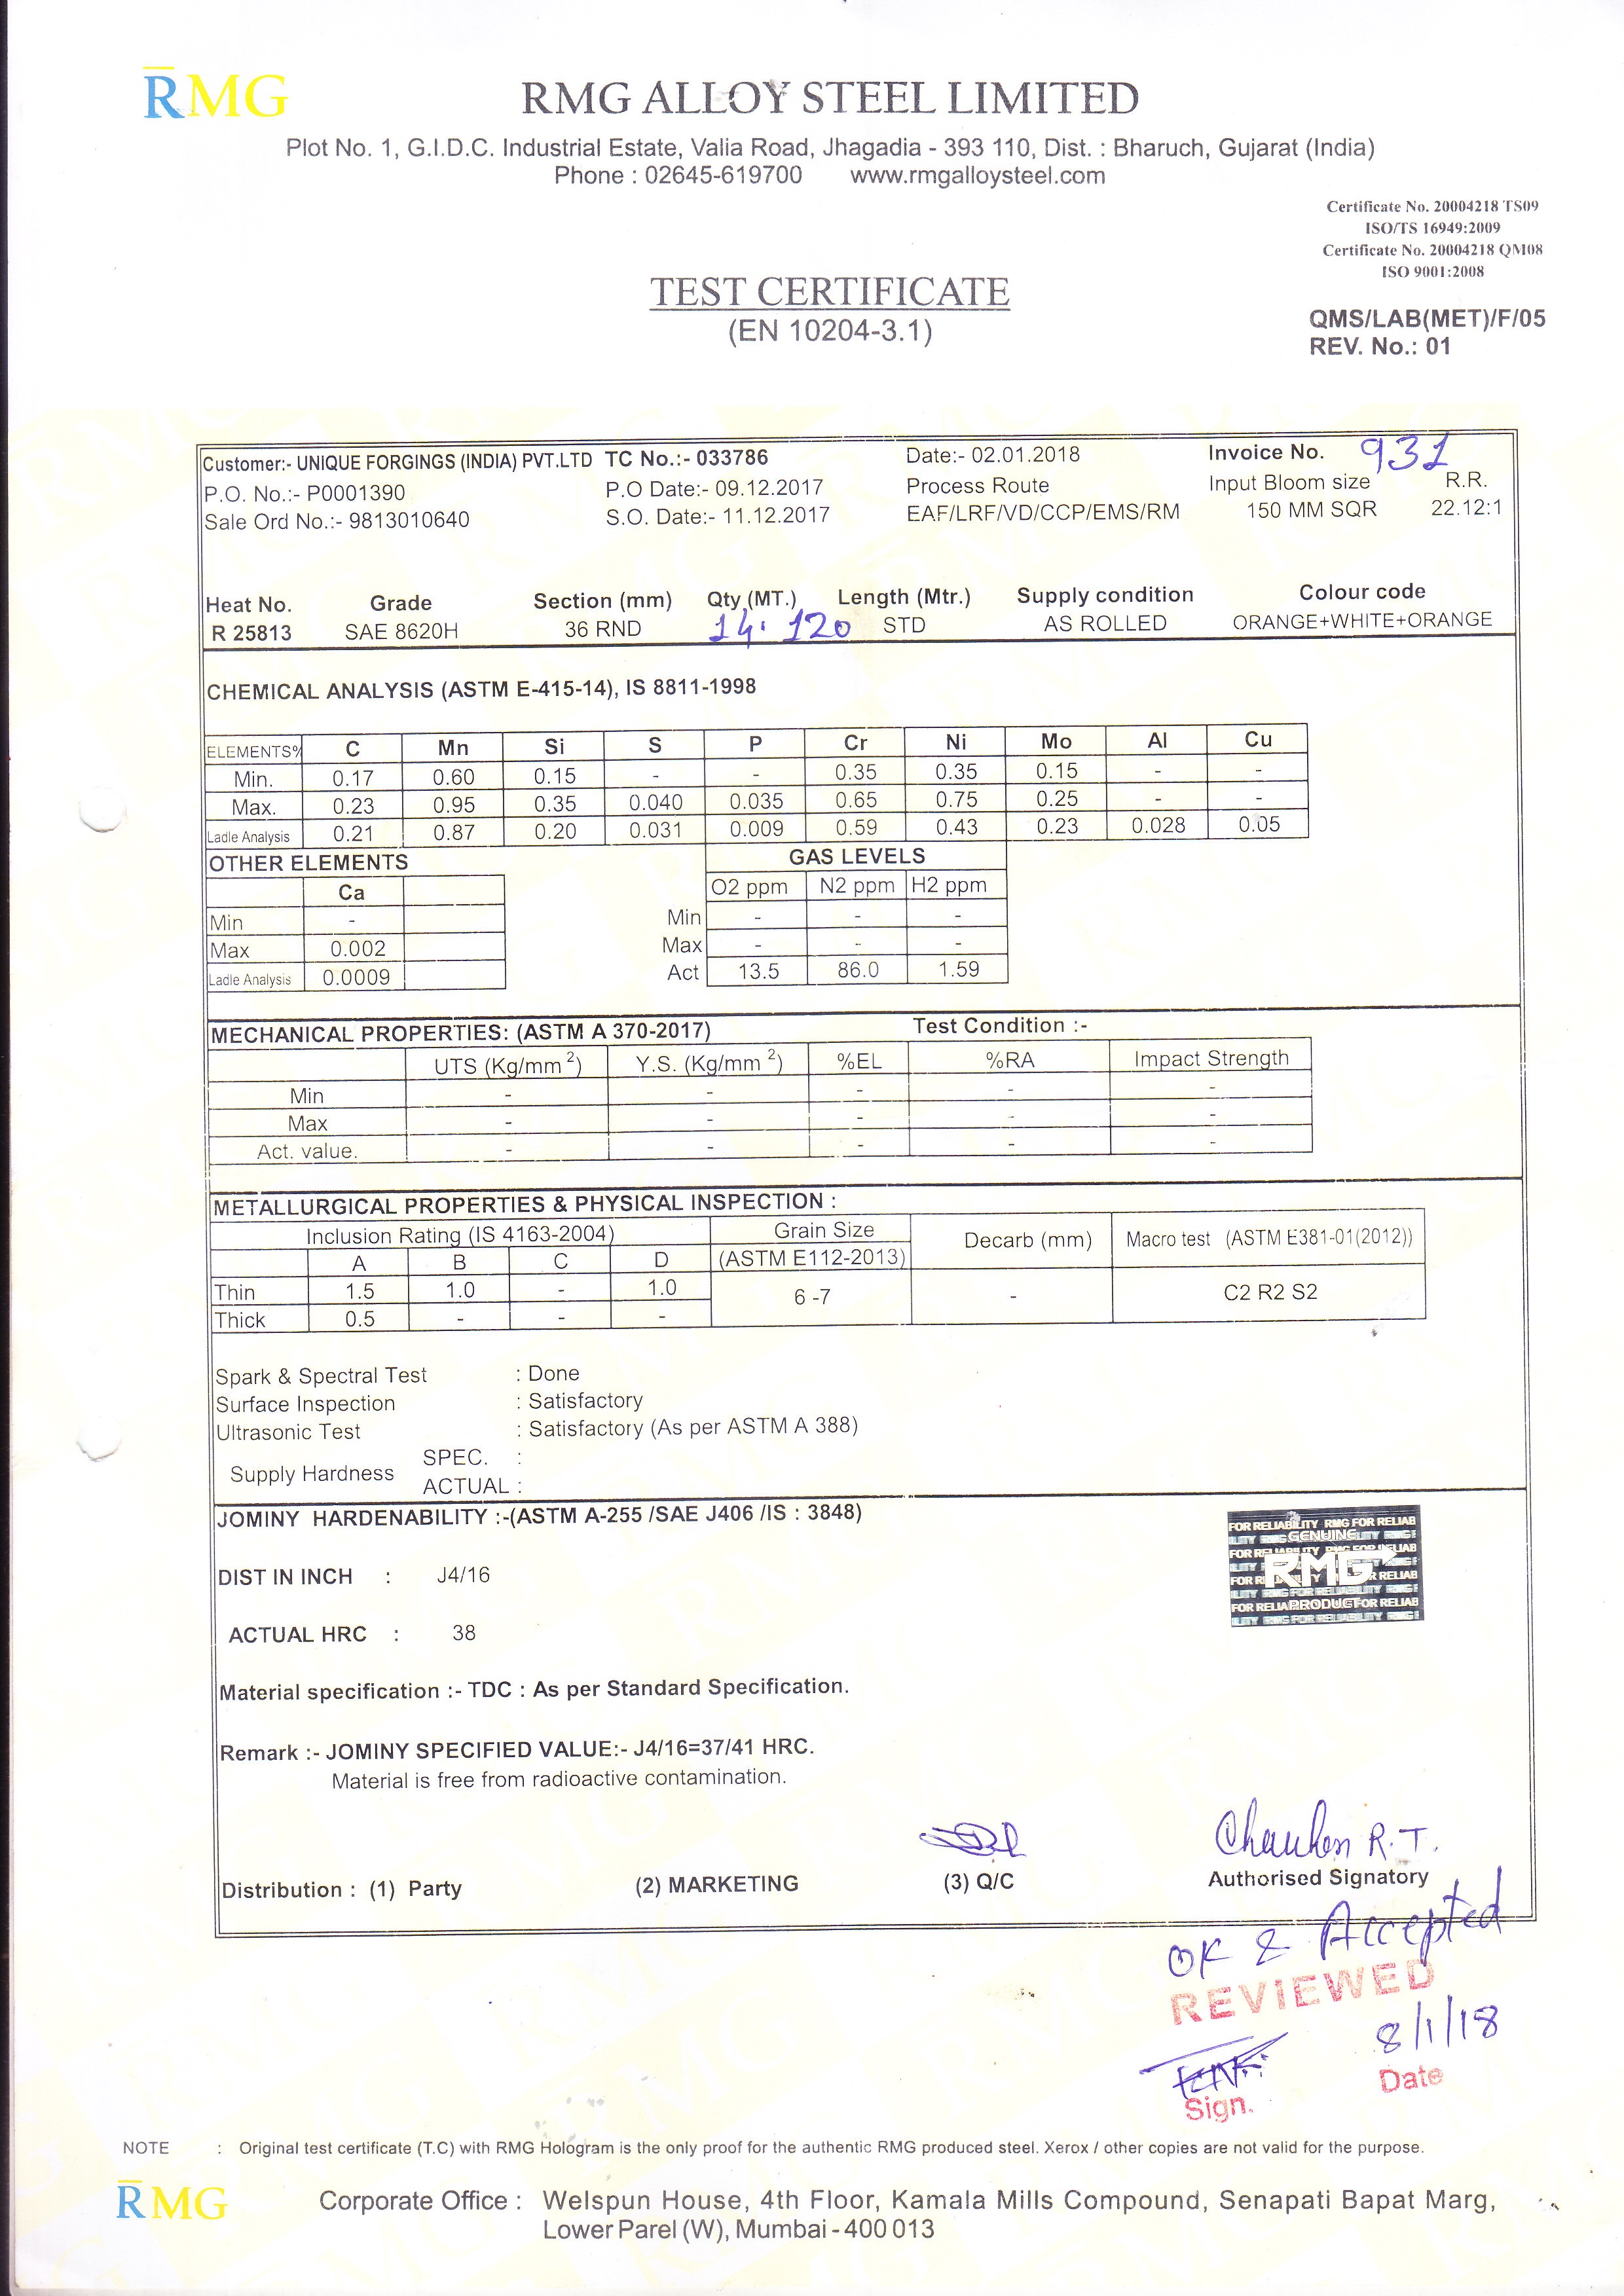 RMG
RMG ALLOY STEEL LIMITED
Plot No. 1, G.I.D.C. Industrial Estate, Valia Road, Jhagadia - 393 110, Dist. : Bharuch, Gujarat (India)
Phone : 02645-619700 www.rmgalloysteel.com
Certificate No. 20004218 TS09
ISO/TS 16949:2009
Certificate No. 20004218 QM08
ISO 9001:2008
TEST CERTIFICATE
(EN 10204-3.1)
QMS/LAB(MET)/F/05
REV. No.: 01
Customer:- UNIQUE FORGINGS (INDIA) PVT.LTD TC No.:- 033786 Date:- 02.01.2018 Invoice No. 931
P.O. No.:- P0001390 P.O Date:- 09.12.2017 Process Route Input Bloom size R.R.
Sale Ord No.:- 9813010640 S.O. Date:- 11.12.2017 EAF/LRF/VD/CCP/EMS/RM 150 MM SQR 22.12:1
Heat No. Grade Section (mm) Qty (MT.) Length (Mtr.) Supply condition Colour code
R 25813 SAE 8620H 36 RND 14.120 STD AS ROLLED ORANGE+WHITE+ORANGE
CHEMICAL ANALYSIS (ASTM E-415-14), IS 8811-1998
ELEMENTS% C Mn Si S P Cr Ni Mo Al Cu
Min. 0.17 0.60 0.15 - - 0.35 0.35 0.15 - -
Max. 0.23 0.95 0.35 0.040 0.035 0.65 0.75 0.25 - -
Ladle Analysis 0.21 0.87 0.20 0.031 0.009 0.59 0.43 0.23 0.028 0.05
OTHER ELEMENTS GAS LEVELS
Ca O2 ppm N2 ppm H2 ppm
Min - Min - - -
Max 0.002 Max - - -
Ladle Analysis 0.0009 Act 13.5 86.0 1.59
MECHANICAL PROPERTIES: (ASTM A 370-2017) Test Condition :-
UTS (Kg/mm²) Y.S. (Kg/mm²) %EL %RA Impact Strength
Min - - - - -
Max - - - - -
Act. value. - - - - -
METALLURGICAL PROPERTIES & PHYSICAL INSPECTION :
Inclusion Rating (IS 4163-2004) Grain Size Decarb (mm) Macro test (ASTM E381-01(2012))
A B C D (ASTM E112-2013)
Thin 1.5 1.0 - 1.0 6 -7 - C2 R2 S2
Thick 0.5 - - -
Spark & Spectral Test : Done
Surface Inspection : Satisfactory
Ultrasonic Test : Satisfactory (As per ASTM A 388)
Supply Hardness SPEC. :
ACTUAL :
JOMINY HARDENABILITY :-(ASTM A-255 /SAE J406 /IS : 3848)
DIST IN INCH : J4/16
ACTUAL HRC : 38
FOR RELIABILITY RMG FOR RELIAB
GENUINE
RMG
PRODUCT
Material specification :- TDC : As per Standard Specification.
Remark :- JOMINY SPECIFIED VALUE:- J4/16=37/41 HRC.
Material is free from radioactive contamination.
Chauhan R.T.
Distribution : (1) Party (2) MARKETING (3) Q/C Authorised Signatory
OK & Accepted
REVIEWED
8/1/18
Sign. Date
NOTE : Original test certificate (T.C) with RMG Hologram is the only proof for the authentic RMG produced steel. Xerox / other copies are not valid for the purpose.
RMG
Corporate Office : Welspun House, 4th Floor, Kamala Mills Compound, Senapati Bapat Marg,
Lower Parel (W), Mumbai - 400 013